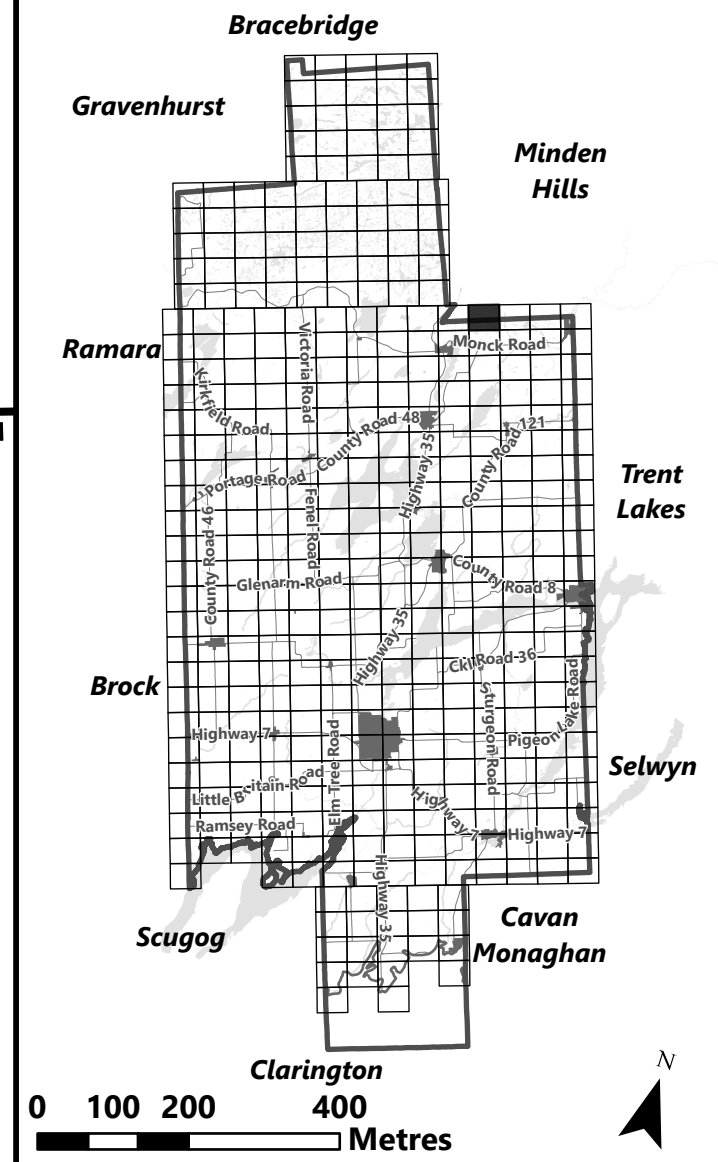 Bracebridge
Gravenhurst
Minden
Hills
Ramara
Monck Road
Victoria Road
Kirkfield Road
County Road 48
121
County Road
Highway 35
Portage Road
Fenel Road
Trent
Lakes
County Road 46
Glenarm Road
County Road 8
Highway 35
Ckl Road 36
Brock
Sturgeon Road
Pigeon Lake Road
Highway 7
Elm Tree Road
Selwyn
Little Britain Road
Ramsey Road
Highway 7
Highway 7
Highway 35
Scugog
Cavan
Monaghan
Clarington
N
0 100 200 400
Metres